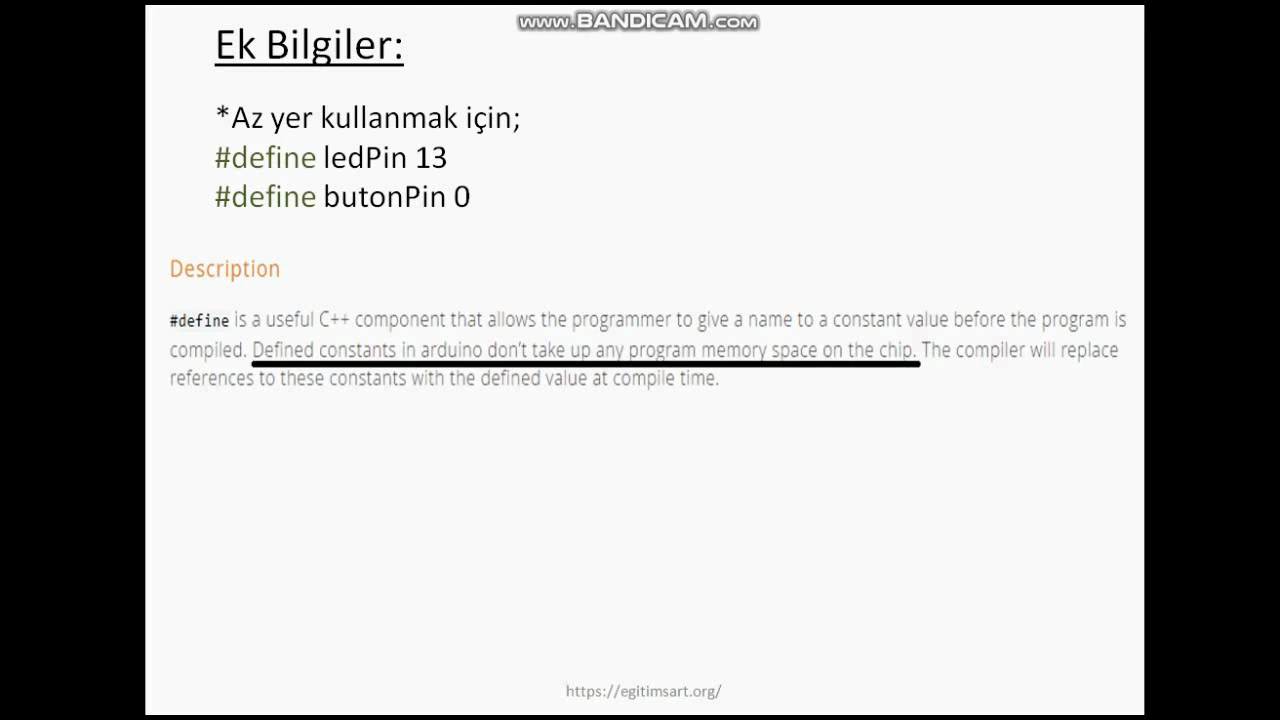 www.BANDICAM.com
Ek Bilgiler:
*Az yer kullanmak için;
#define ledPin 13
#define butonPin 0
Description
#define is a useful C++ component that allows the programmer to give a name to a constant value before the program is
compiled. Defined constants in arduino don't take up any program memory space on the chip. The compiler will replace
references to these constants with the defined value at compile time.
https://egitimsart.org/